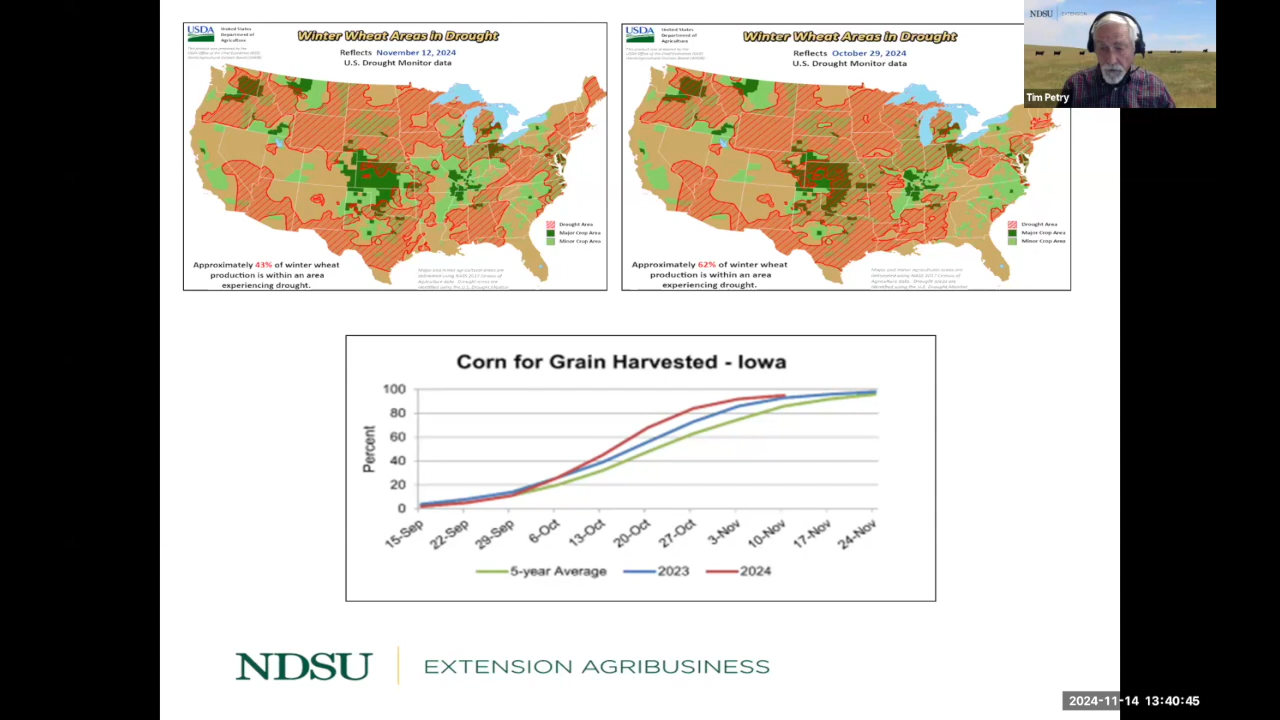 USDA
United States
Department of
Agriculture
Winter Wheat Areas in Drought
Reflects November 12, 2024
U.S. Drought Monitor data
Drought Area
Major Crop Area
Minor Crop Area
Approximately 43% of winter wheat
production is within an area
experiencing drought.
USDA
United States
Department of
Agriculture
Winter Wheat Areas in Drought
Reflects October 29, 2024
U.S. Drought Monitor data
Drought Area
Major Crop Area
Minor Crop Area
Approximately 62% of winter wheat
production is within an area
experiencing drought.
NDSU EXTENSION
Tim Petry
Corn for Grain Harvested - Iowa
Percent
100
80
60
40
20
0
15-Sep 22-Sep 29-Sep 6-Oct 13-Oct 20-Oct 27-Oct 3-Nov 10-Nov 17-Nov 24-Nov
5-year Average 2023 2024
NDSU EXTENSION AGRIBUSINESS
2024-11-14 13:40:45